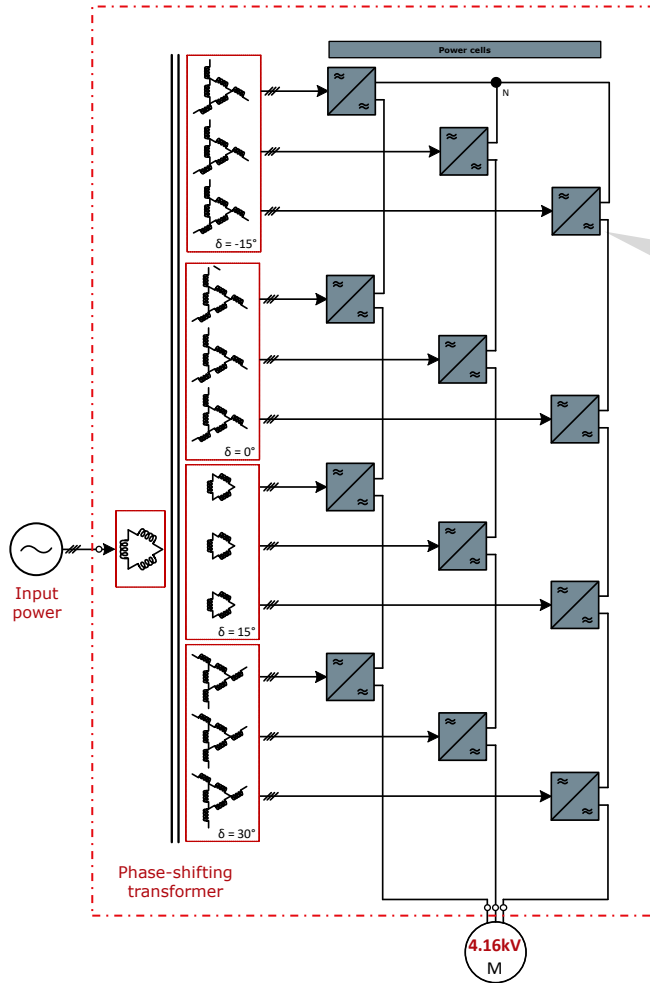 Power cells
N
δ = -15°
δ = 0°
δ = 15°
Input
power
δ = 30°
Phase-shifting
transformer
4.16kV
M